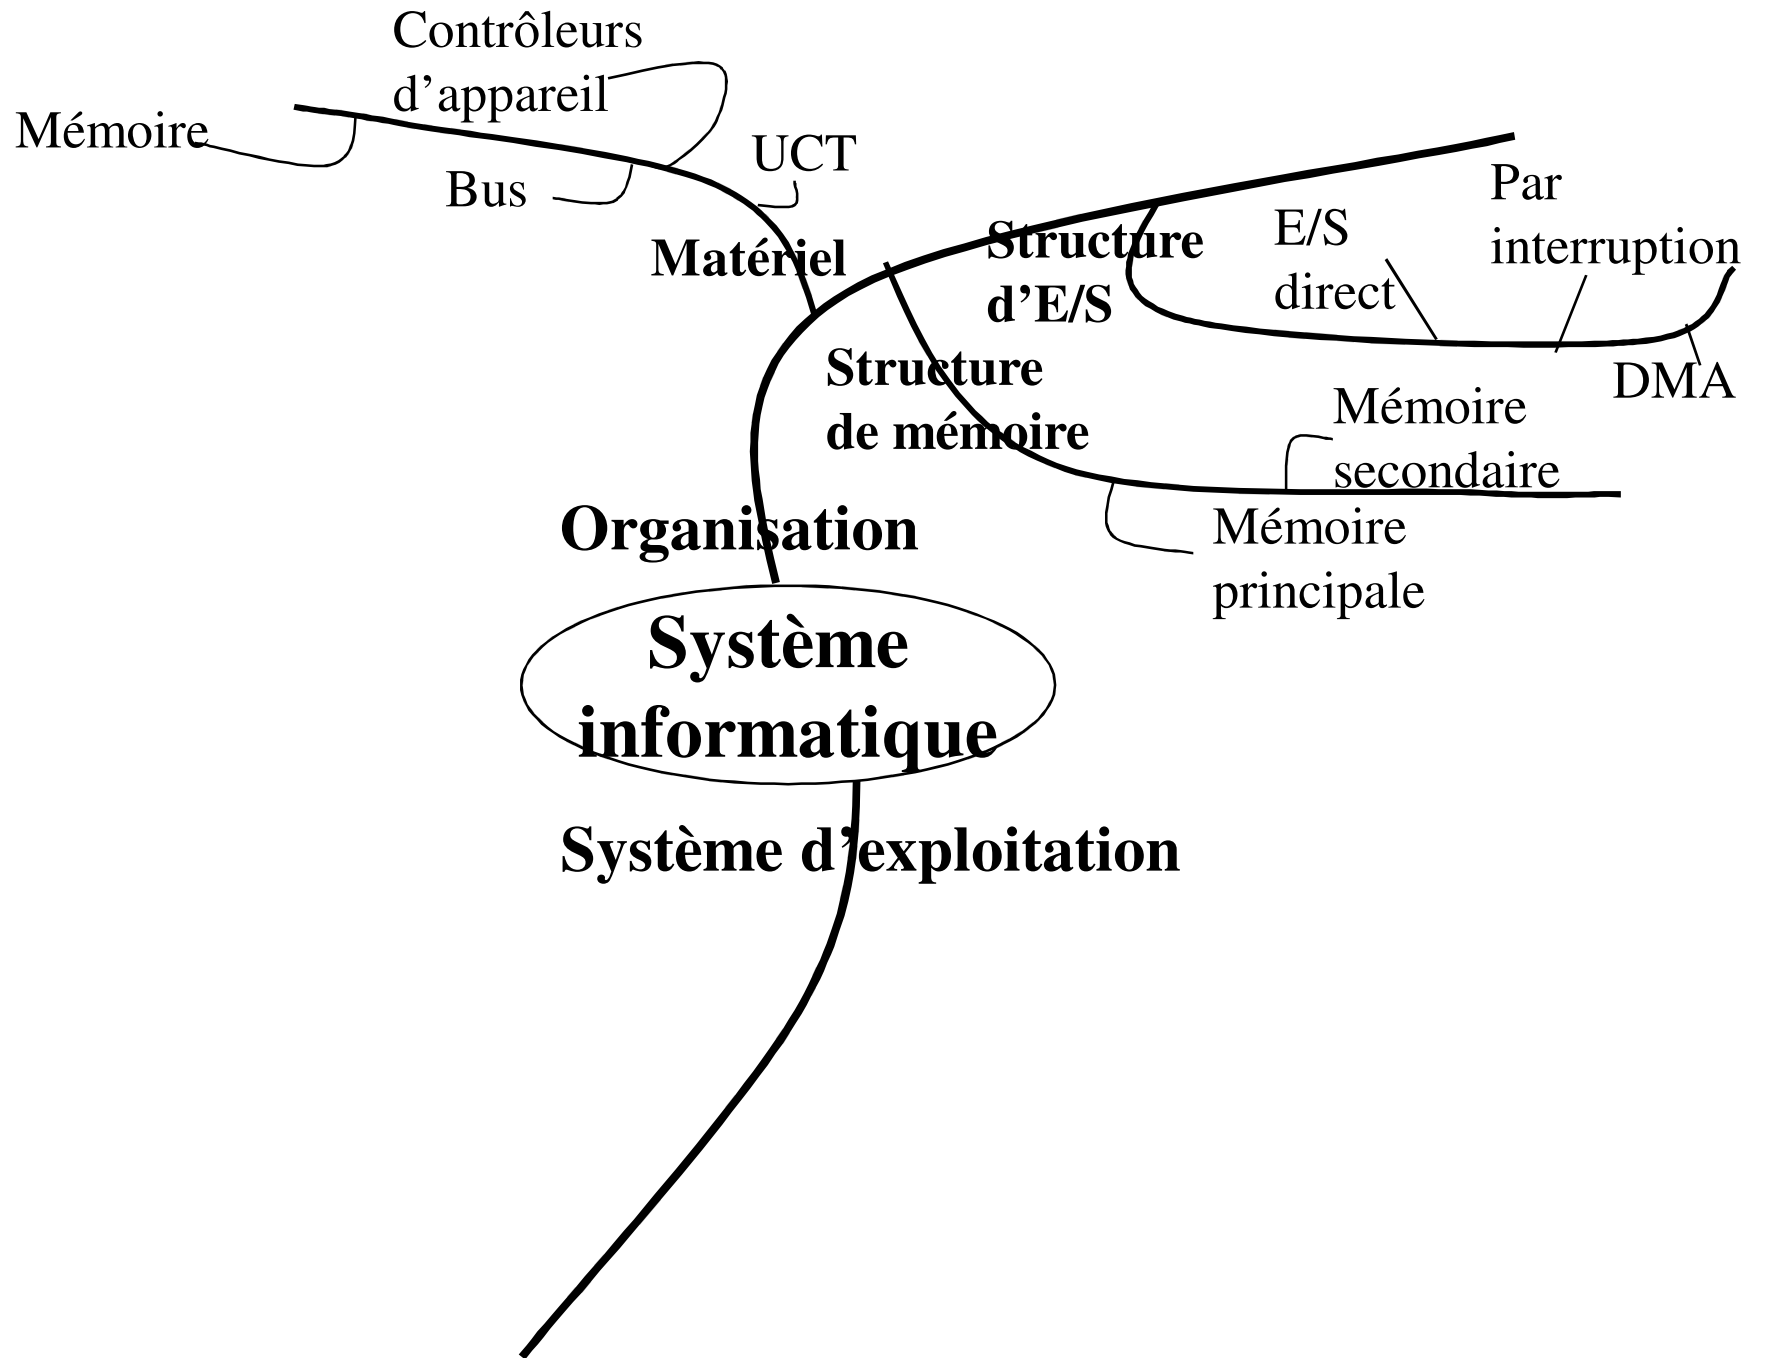 Contrôleurs
d’appareil
Mémoire
UCT
Bus
Matériel
Structure
d’E/S
E/S
direct
Par
interruption
DMA
Structure
de mémoire
Mémoire
secondaire
Mémoire
principale
Organisation
Système
informatique
Système d’exploitation